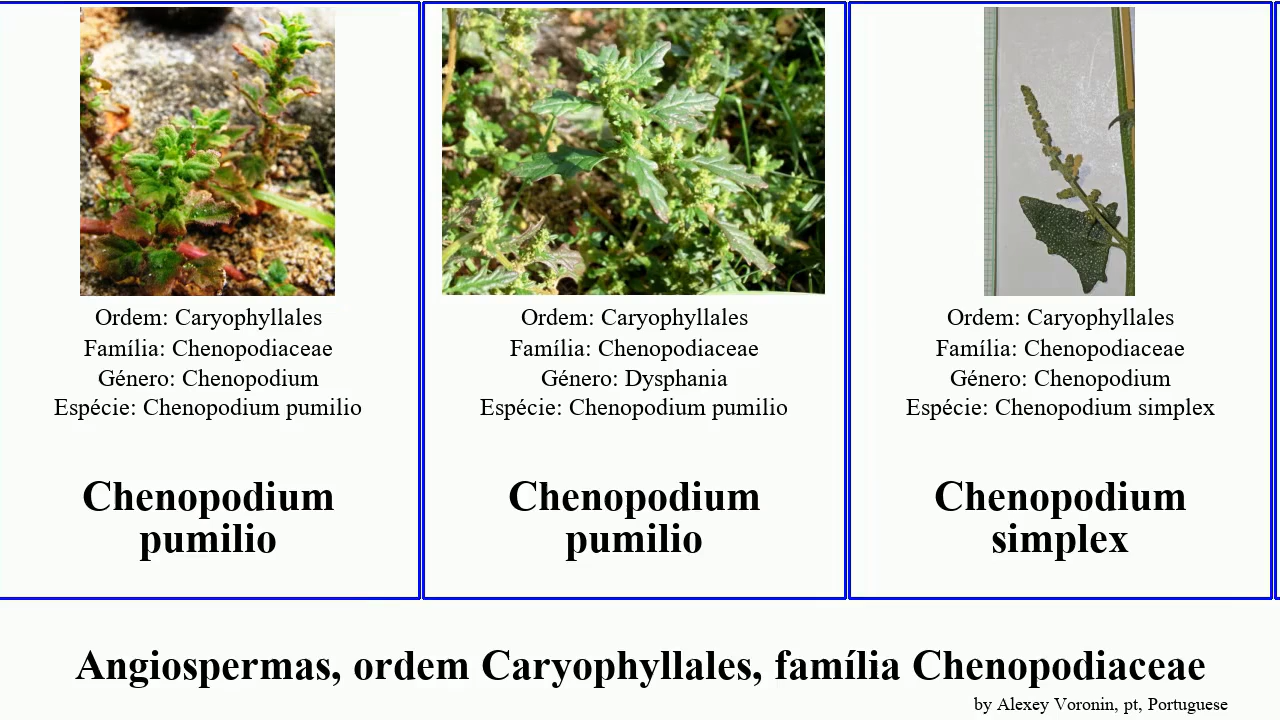 Ordem: Caryophyllales
Família: Chenopodiaceae
Género: Chenopodium
Espécie: Chenopodium pumilio
Chenopodium
pumilio
Ordem: Caryophyllales
Família: Chenopodiaceae
Género: Dysphania
Espécie: Chenopodium pumilio
Chenopodium
pumilio
Ordem: Caryophyllales
Família: Chenopodiaceae
Género: Chenopodium
Espécie: Chenopodium simplex
Chenopodium
simplex
Angiospermas, ordem Caryophyllales, família Chenopodiaceae
by Alexey Voronin, pt, Portuguese